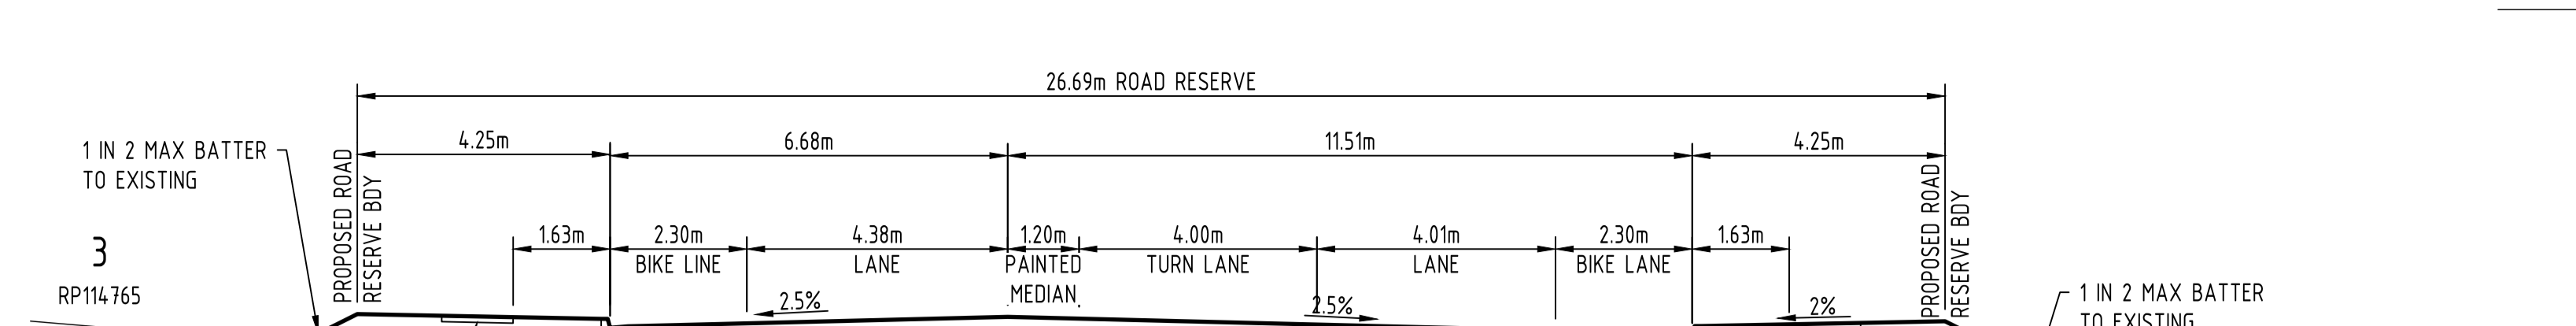 26.69m ROAD RESERVE
4.25m
6.68m
11.51m
4.25m
1 IN 2 MAX BATTER
TO EXISTING
PROPOSED ROAD
RESERVE BDY
PROPOSED ROAD
RESERVE BDY
3
RP114765
1.63m
2.30m
4.38m
1.20m
4.00m
4.01m
2.30m
1.63m
BIKE LINE
LANE
PAINTED
MEDIAN
TURN LANE
LANE
BIKE LANE
2.5%
2.5%
2%
1 IN 2 MAX BATTER
TO EXISTING